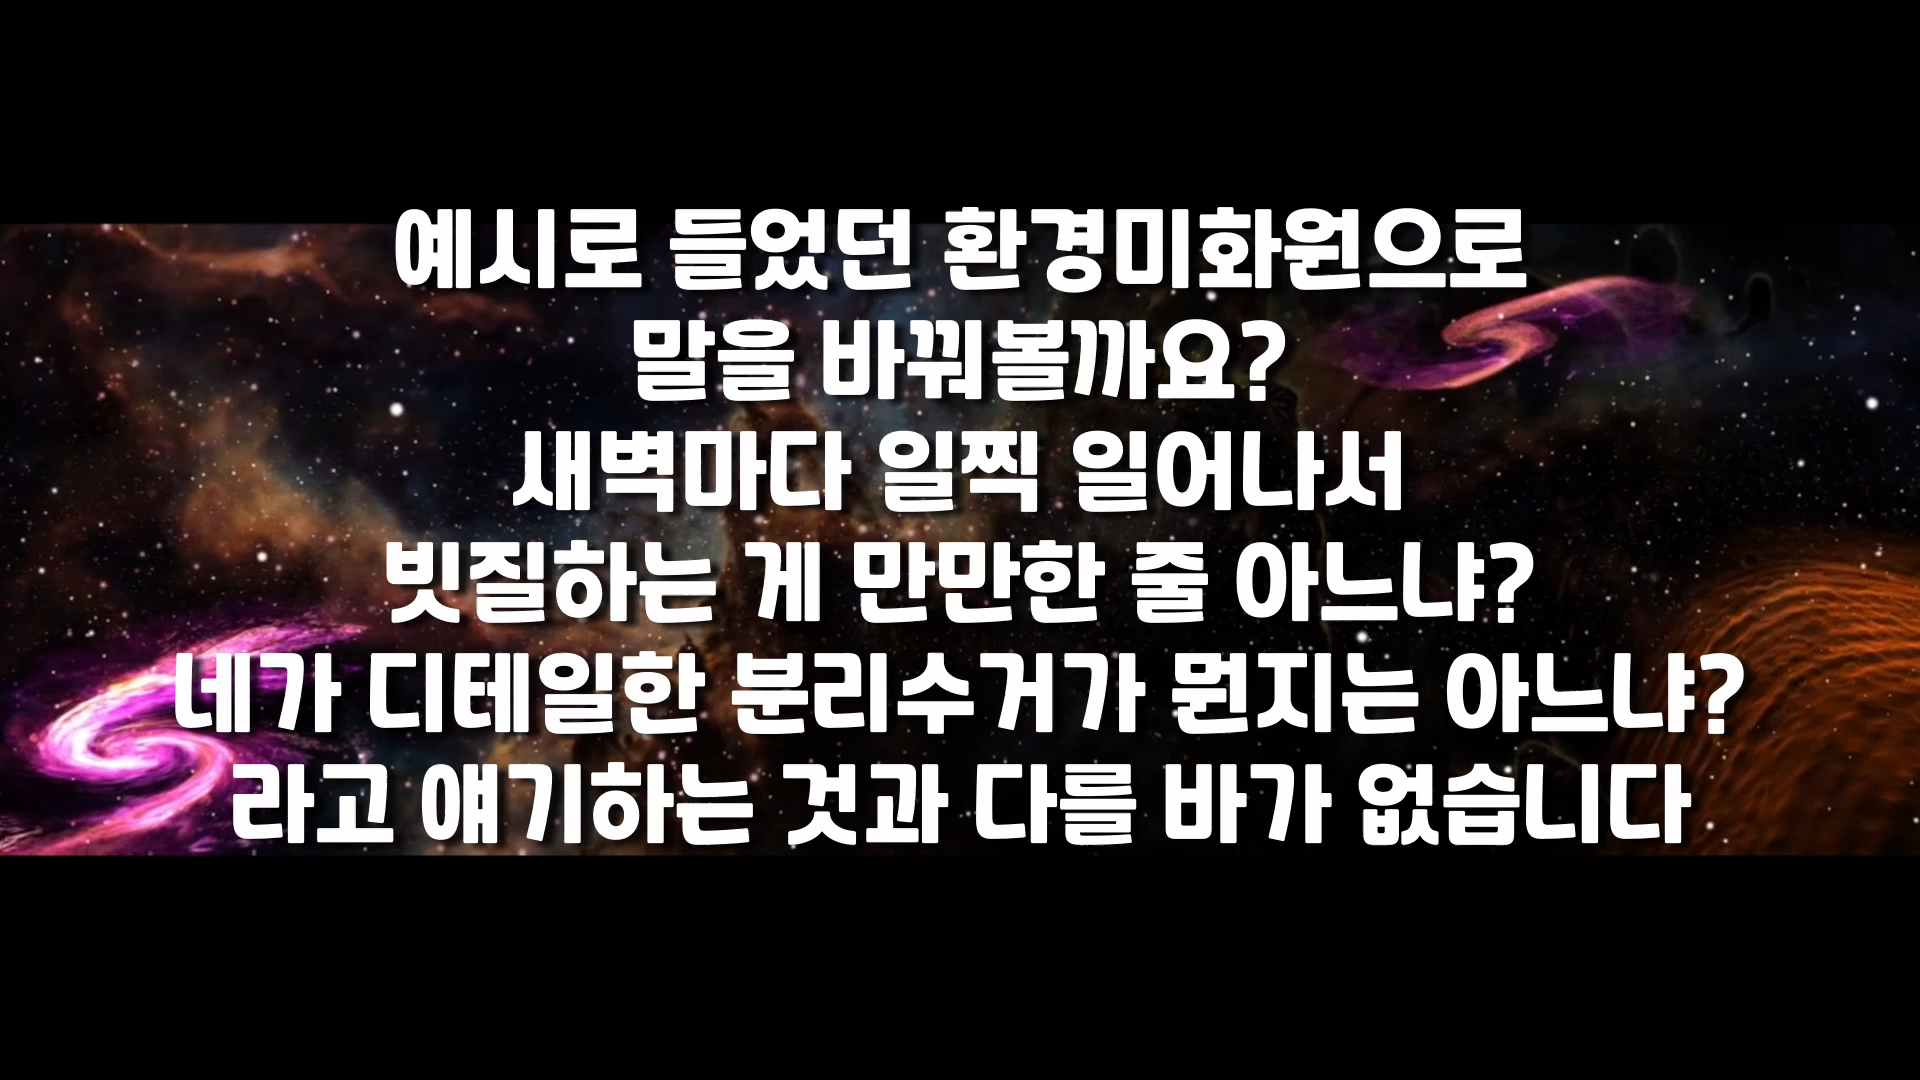 예시로 들었던 환경미화원으로
말을 바꿔볼까요?
새벽마다 일찍 일어나서
빗질하는 게 만만한 줄 아느냐?
네가 디테일한 분리수거가 뭔지는 아느냐?
라고 얘기하는 것과 다를 바가 없습니다